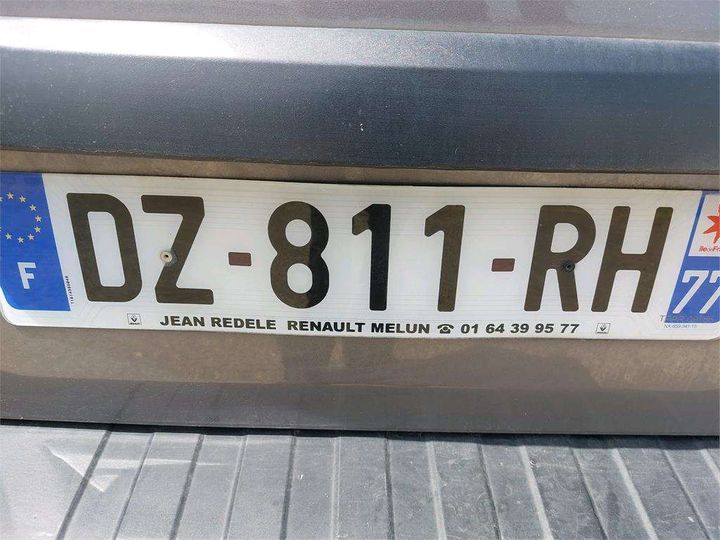 F DZ-811-RH 77
JEAN REDELE RENAULT MELUN ☎ 01 64 39 95 77